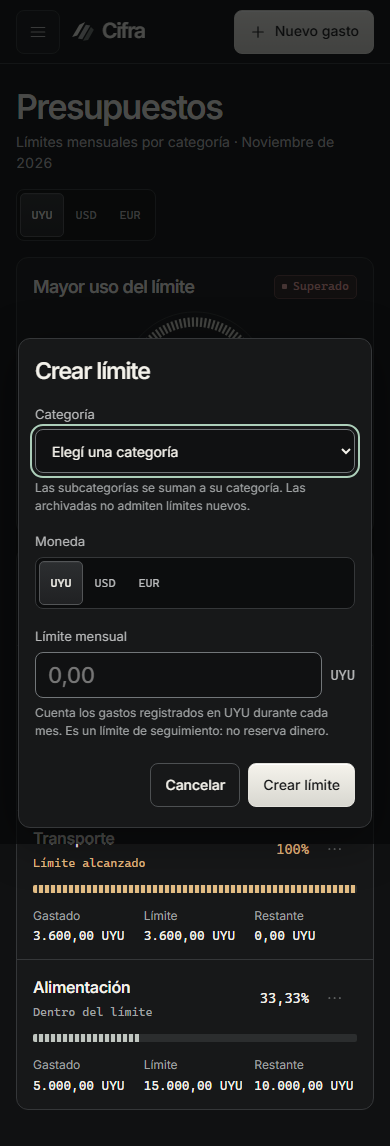 Cifra
Nuevo gasto
Presupuestos
Límites mensuales por categoría · Noviembre de
2026
UYU USD EUR
Mayor uso del límite
Superado
Crear límite
Categoría
Elegí una categoría
Las subcategorías se suman a su categoría. Las
archivadas no admiten límites nuevos.
Moneda
UYU USD EUR
Límite mensual
0,00 UYU
Cuenta los gastos registrados en UYU durante cada
mes. Es un límite de seguimiento: no reserva dinero.
Cancelar Crear límite
Transporte
100% ...
Límite alcanzado
Gastado Límite Restante
3.600,00 UYU 3.600,00 UYU 0,00 UYU
Alimentación
33,33% ...
Dentro del límite
Gastado Límite Restante
5.000,00 UYU 15.000,00 UYU 10.000,00 UYU